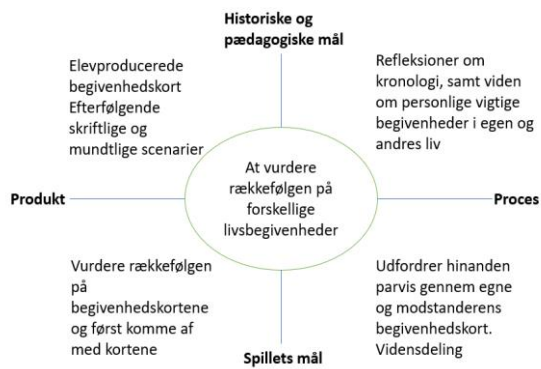 Historiske og
pædagogiske mål
Elevproducerede
begivenhedskort
Efterfølgende
skriftlige og
mundtlige scenarier
Refleksioner om
kronologi, samt viden
om personlige vigtige
begivenheder i egen og
andres liv
Produkt
At vurdere
rækkefølgen på
forskellige
livsbegivenheder
Proces
Vurdere rækkefølgen
på
begivenhedskortene
og først komme af
med kortene
Udfordrer hinanden
parvis gennem egne
og modstanderens
begivenhedskort.
Vidensdeling
Spillets mål